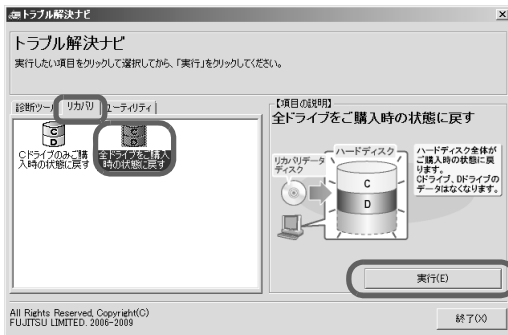 トラブル解決ナビ
トラブル解決ナビ
実行したい項目をクリックして選択してから、「実行」をクリックしてください。
診断ツール
リカバリ
ユーティリティ
Cドライブのみご購
入時の状態に戻す
全ドライブをご購入
時の状態に戻す
【項目の説明】
全ドライブをご購入時の状態に戻す
リカバリデータ
ディスク
ハードディスク
C
D
ハードディスク全体が
ご購入時の状態に戻
ります。
Cドライブ、Dドライブの
データはなくなります。
実行(E)
All Rights Reserved, Copyright(C)
FUJITSU LIMITED. 2006-2009
終了(X)